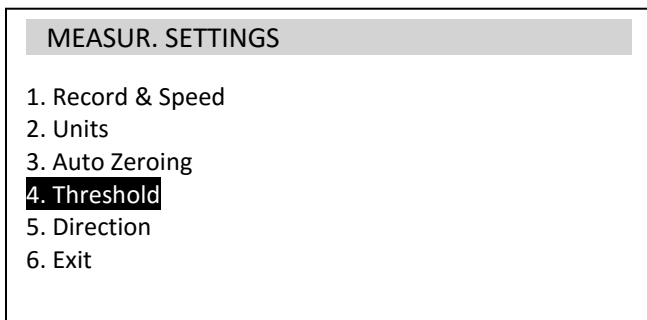 MEASUR. SETTINGS
1. Record & Speed
2. Units
3. Auto Zeroing
4. Threshold
5. Direction
6. Exit